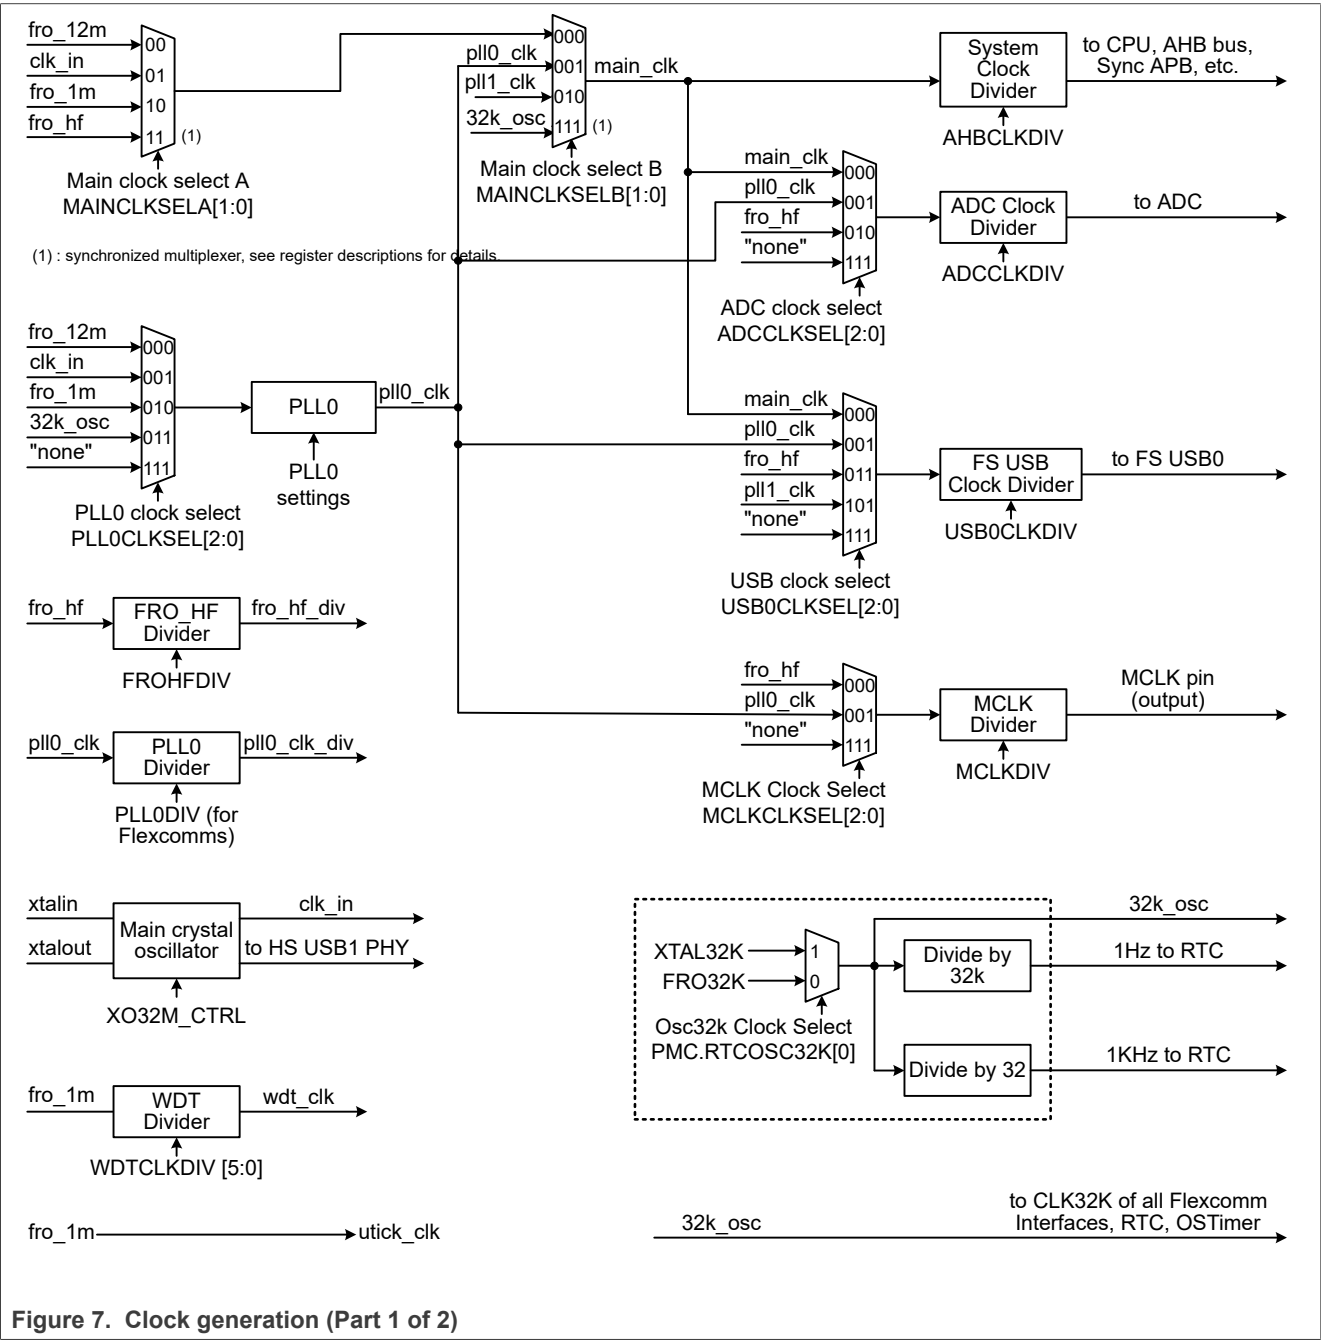 fro_12m
clk_in
fro_1m
fro_hf
00
01
10
11
(1)
Main clock select A
MAINCLKSELA[1:0]
pll0_clk
pll1_clk
32k_osc
000
001
010
111
(1)
main_clk
Main clock select B
MAINCLKSELB[1:0]
System
Clock
Divider
AHBCLKDIV
to CPU, AHB bus,
Sync APB, etc.
main_clk
pll0_clk
fro_hf
"none"
000
001
010
111
ADC clock select
ADCCLKSEL[2:0]
ADC Clock
Divider
ADCCLKDIV
to ADC
(1) : synchronized multiplexer, see register descriptions for details.
fro_12m
clk_in
fro_1m
32k_osc
"none"
000
001
010
011
111
PLL0 clock select
PLL0CLKSEL[2:0]
PLL0
PLL0
settings
pll0_clk
main_clk
pll0_clk
fro_hf
pll1_clk
"none"
000
001
011
101
111
USB clock select
USB0CLKSEL[2:0]
FS USB
Clock Divider
USB0CLKDIV
to FS USB0
fro_hf
FRO_HF
Divider
fro_hf_div
FROHFDIV
fro_hf
pll0_clk
"none"
000
001
111
MCLK Clock Select
MCLKCLKSEL[2:0]
MCLK
Divider
MCLKDIV
MCLK pin
(output)
pll0_clk
PLL0
Divider
pll0_clk_div
PLL0DIV (for
Flexcomms)
xtalin
xtalout
Main crystal
oscillator
clk_in
to HS USB1 PHY
XO32M_CTRL
XTAL32K
FRO32K
1
0
Osc32k Clock Select
PMC.RTCOSC32K[0]
32k_osc
Divide by
32k
1Hz to RTC
Divide by 32
1KHz to RTC
fro_1m
WDT
Divider
wdt_clk
WDTCLKDIV [5:0]
fro_1m
utick_clk
32k_osc
to CLK32K of all Flexcomm
Interfaces, RTC, OSTimer
Figure 7. Clock generation (Part 1 of 2)